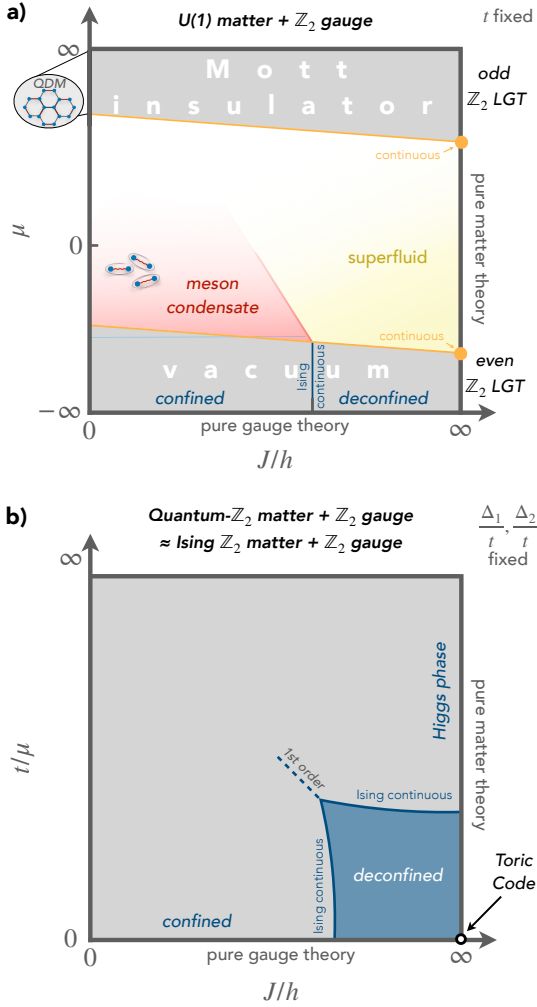 a)
U(1) matter + ℤ₂ gauge
t fixed
∞
QDM
Mott
insulator
odd
ℤ₂ LGT
continuous
pure matter theory
μ
0
superfluid
meson
condensate
continuous
vacuum
Ising
continuous
even
ℤ₂ LGT
confined
deconfined
−∞
0
pure gauge theory
∞
J/h
b)
Quantum-ℤ₂ matter + ℤ₂ gauge
≈ Ising ℤ₂ matter + ℤ₂ gauge
Δ₁/t, Δ₂/t
fixed
∞
Higgs phase
pure matter theory
t/μ
1st order
Ising continuous
Ising continuous
deconfined
Toric
Code
confined
0
0
pure gauge theory
∞
J/h